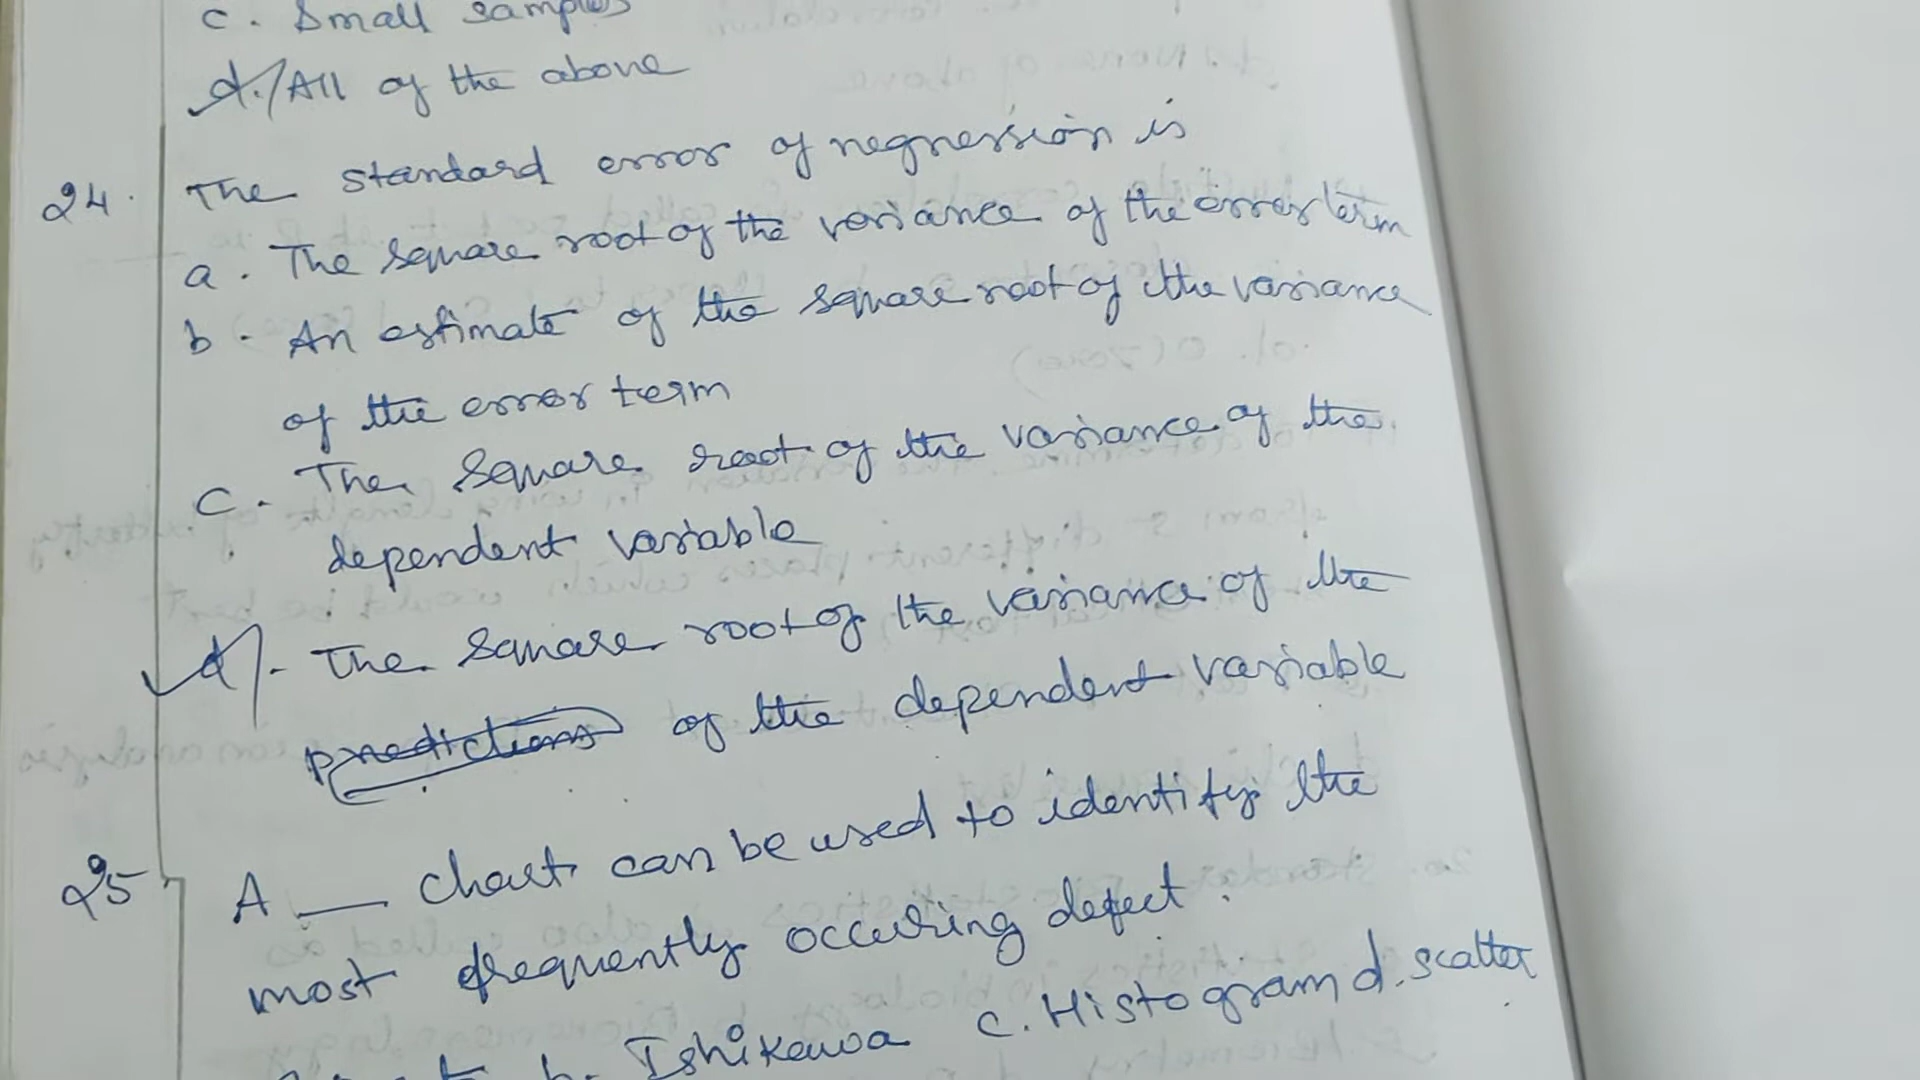 c. Small samples
d. All of the above
24. The standard error of regression is
a. The square root of the variance of the error term
b. An estimate of the square root of the variance
of the error term
c. The square root of the variance of the
dependent variable
d. The square root of the variance of the
predictions of the dependent variable
25 A ___ chart can be used to identify the
most frequently occuring defect.
b. Ishikawa c. Histogram d. scatter